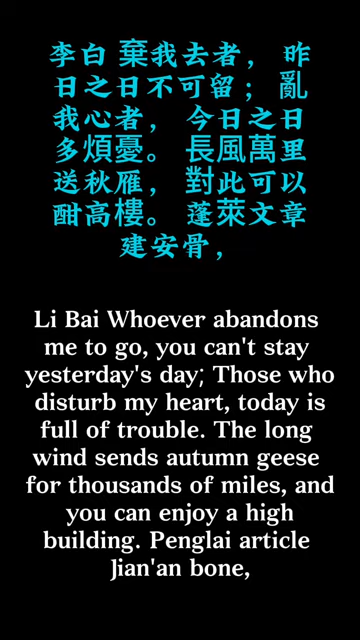 李白 棄我去者， 昨
日之日不可留； 亂
我心者， 今日之日
多煩憂。 長風萬里
送秋雁， 對此可以
酣高樓。 蓬萊文章
建安骨，
Li Bai Whoever abandons
me to go, you can't stay
yesterday's day; Those who
disturb my heart, today is
full of trouble. The long
wind sends autumn geese
for thousands of miles, and
you can enjoy a high
building. Penglai article
Jian'an bone,